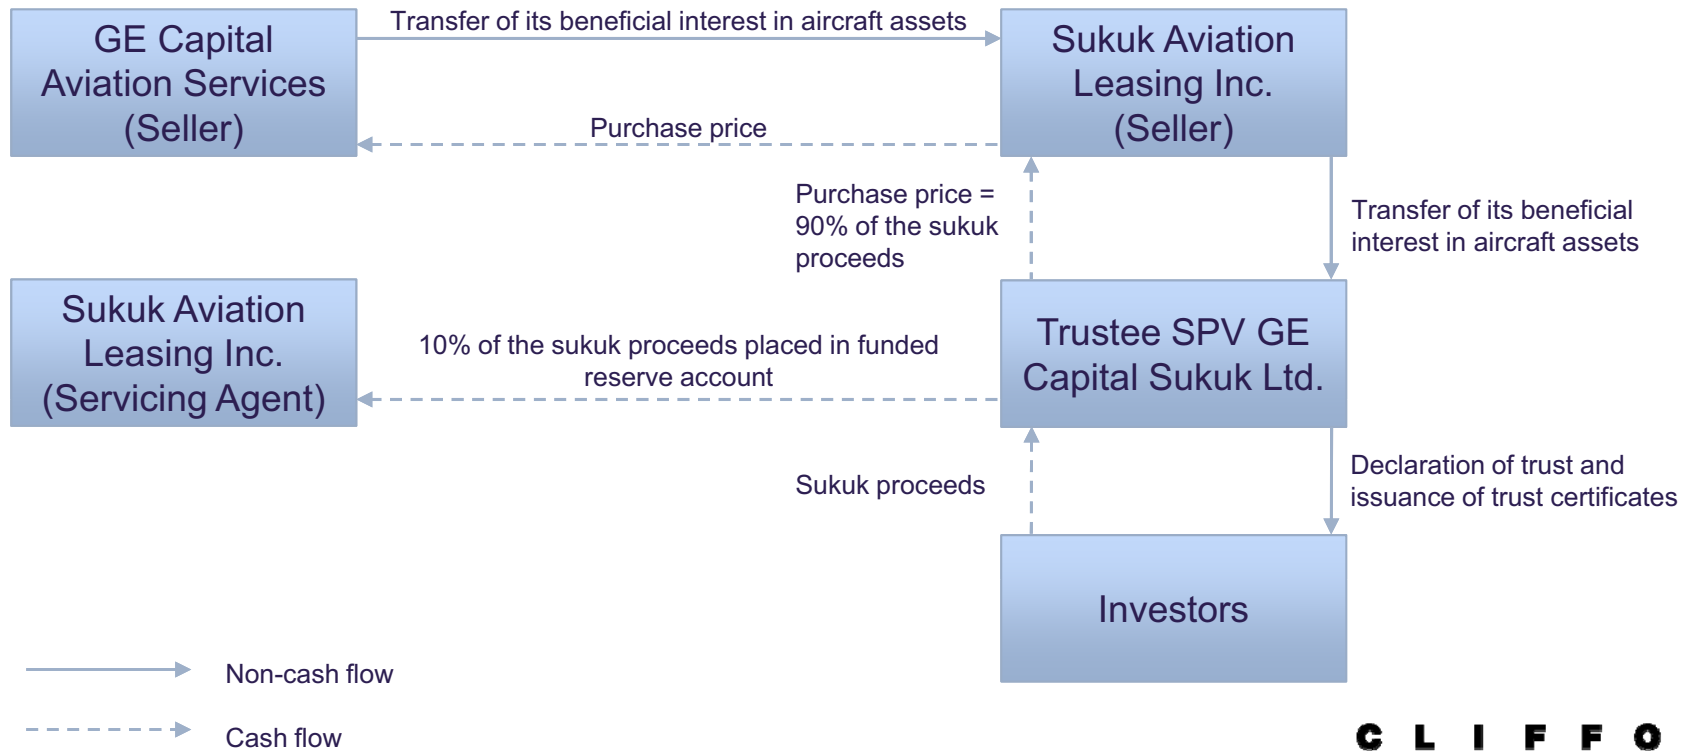 GE Capital
Aviation Services
(Seller)
Transfer of its beneficial interest in aircraft assets
Sukuk Aviation
Leasing Inc.
(Seller)
Purchase price
Purchase price =
90% of the sukuk
proceeds
Transfer of its beneficial
interest in aircraft assets
Sukuk Aviation
Leasing Inc.
(Servicing Agent)
10% of the sukuk proceeds placed in funded
reserve account
Trustee SPV GE
Capital Sukuk Ltd.
Sukuk proceeds
Declaration of trust and
issuance of trust certificates
Investors
Non-cash flow
Cash flow
CLIFFO